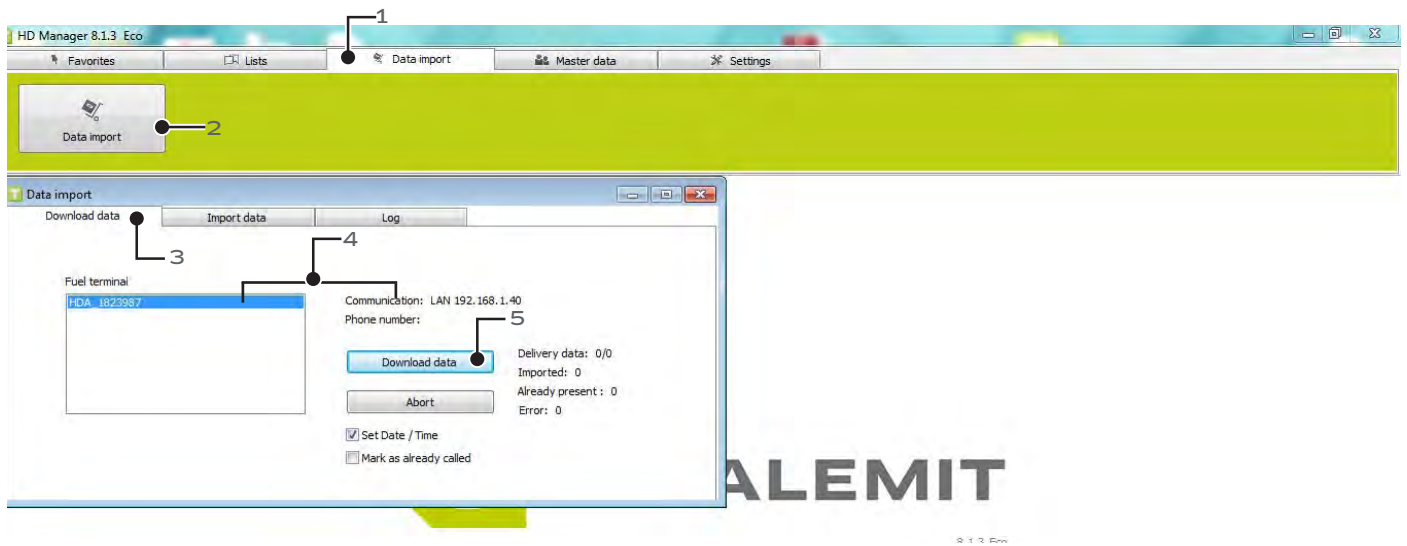 1
HD Manager 8.1.3 Eco
Favorites
Lists
Data import
Master data
Settings
Data import
2
Data import
Download data
Import data
Log
3
4
Fuel terminal
HDA_1823987
Communication: LAN 192.168.1.40
Phone number:
5
Download data
Delivery data: 0/0
Imported: 0
Already present : 0
Abort
Error: 0
Set Date / Time
Mark as already called
ALEMIT
8.1.3 Eco